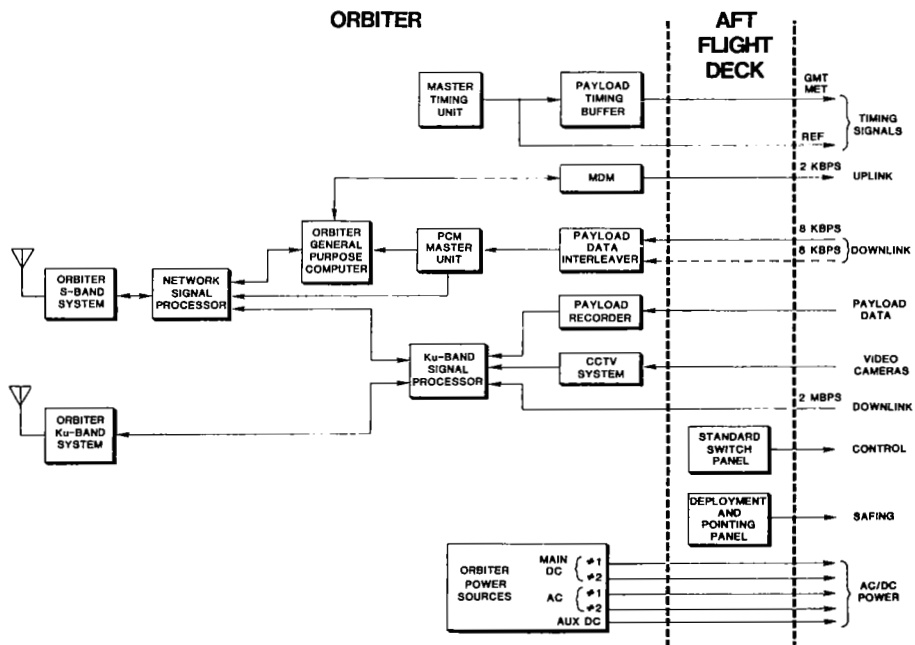 ORBITER
AFT
FLIGHT
DECK
MASTER
TIMING
UNIT
PAYLOAD
TIMING
BUFFER
GMT
MET
REF
TIMING
SIGNALS
MDM
2 KBPS
UPLINK
ORBITER
GENERAL
PURPOSE
COMPUTER
PCM
MASTER
UNIT
PAYLOAD
DATA
INTERLEAVER
8 KBPS
8 KBPS
DOWNLINK
ORBITER
S-BAND
SYSTEM
NETWORK
SIGNAL
PROCESSOR
PAYLOAD
RECORDER
PAYLOAD
DATA
Ku-BAND
SIGNAL
PROCESSOR
CCTV
SYSTEM
VIDEO
CAMERAS
2 MBPS
DOWNLINK
ORBITER
Ku-BAND
SYSTEM
STANDARD
SWITCH
PANEL
CONTROL
DEPLOYMENT
AND
POINTING
PANEL
SAFING
ORBITER
POWER
SOURCES
MAIN
DC
#1
#2
AC
#1
#2
AUX DC
AC/DC
POWER